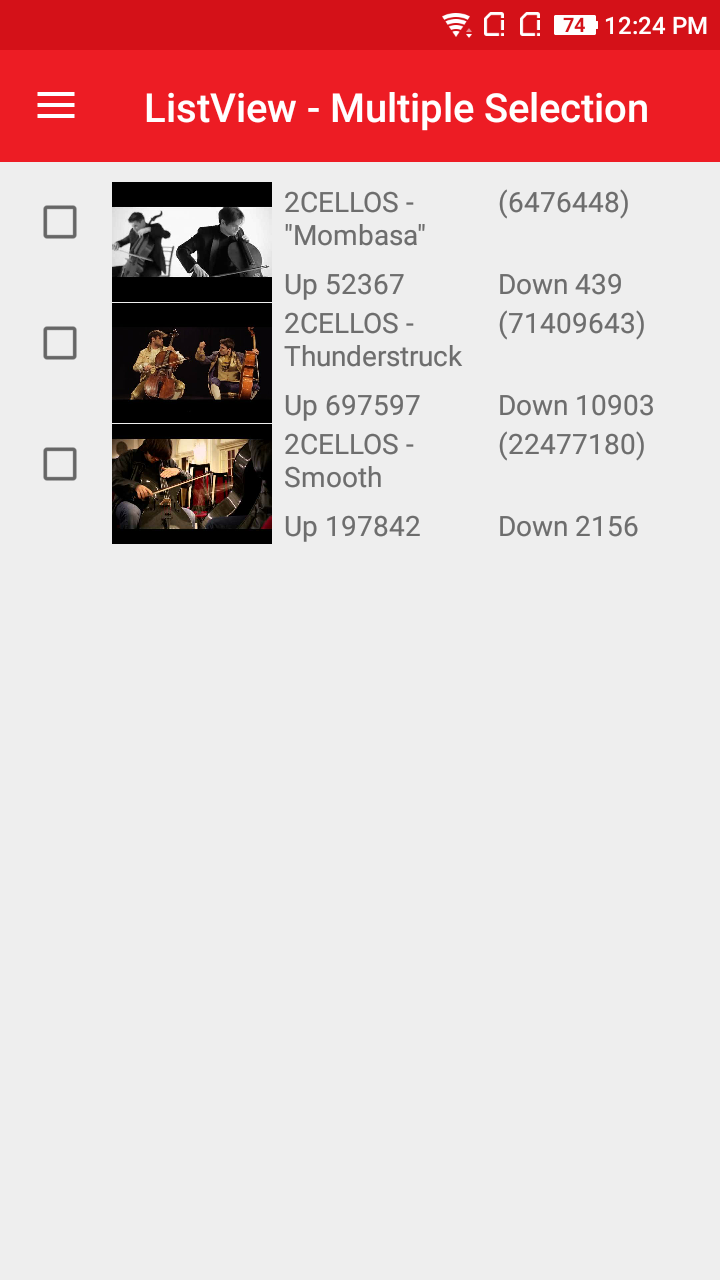 74 12:24 PM
ListView - Multiple Selection
2CELLOS - (6476448)
"Mombasa"
Up 52367 Down 439
2CELLOS - (71409643)
Thunderstruck
Up 697597 Down 10903
2CELLOS - (22477180)
Smooth
Up 197842 Down 2156